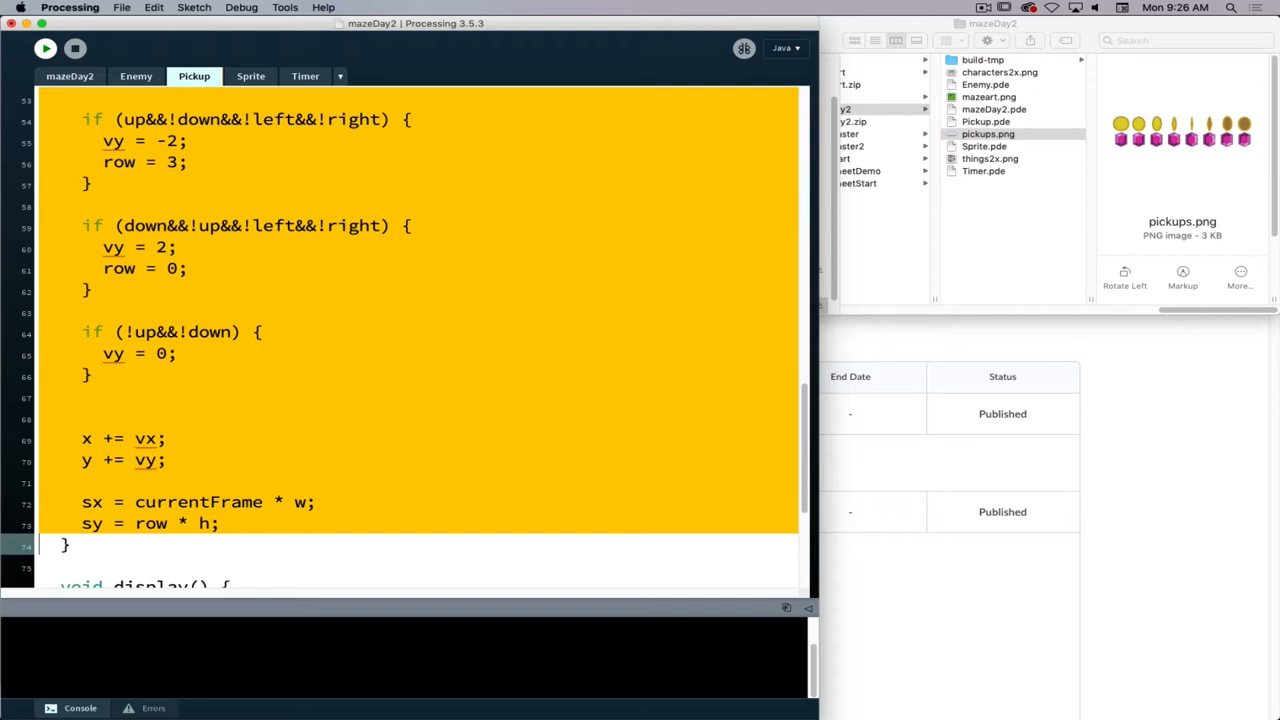 Processing File Edit Sketch Debug Tools Help 9:26 AM
mazeDay2 | Processing 3.5.3
mazeDay2
Java ▾
Search
mazeDay2 Enemy Pickup Sprite Timer
53
54 if (up&&!down&&!left&&!right) {
55 vy = -2;
56 row = 3;
57 }
58
59 if (down&&!up&&!left&&!right) {
60 vy = 2;
61 row = 0;
62 }
63
64 if (!up&&!down) {
65 vy = 0;
66 }
67
68
69 x += vx;
70 y += vy;
71
72 sx = currentFrame * w;
73 sy = row * h;
74 }
75
void display() {
Console Errors
rt
rt.zip
y2
y2.zip
aster
aster2
art
heetDemo
eetStart
build-tmp
characters2x.png
Enemy.pde
mazeart.png
mazeDay2.pde
Pickup.pde
pickups.png
Sprite.pde
things2x.png
Timer.pde
pickups.png
PNG image - 3 KB
Rotate Left Markup More...
End Date Status
- Published
- Published